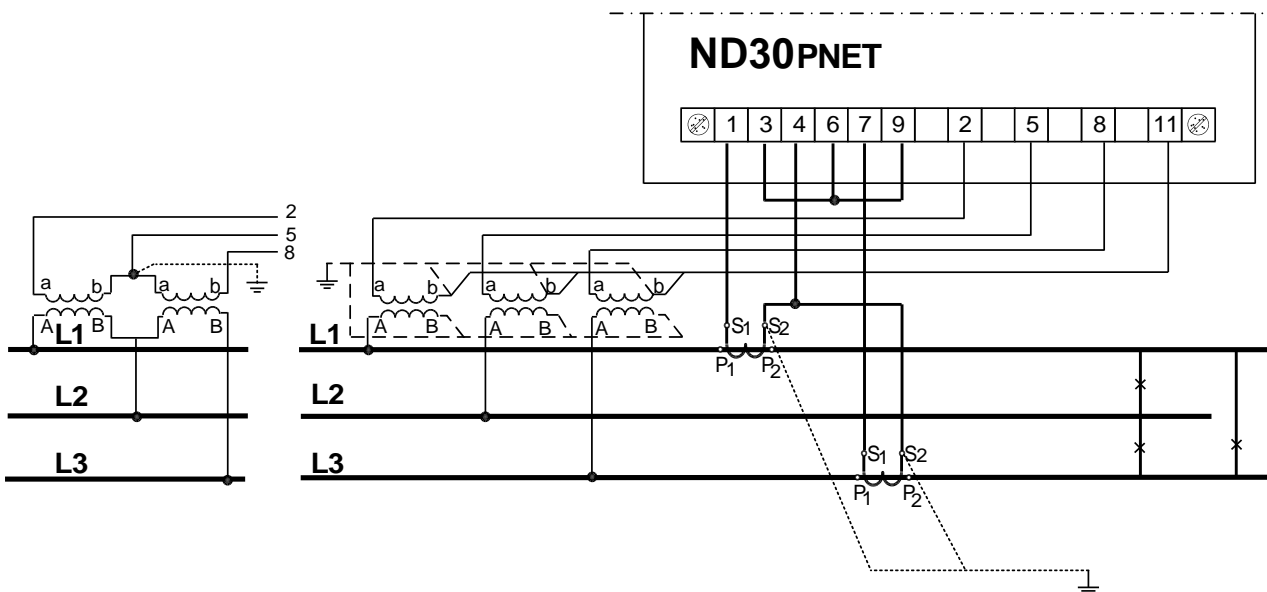 ND30PNET
1 3 4 6 7 9 2 5 8 11
2
5
8
a b a b
A B A B
a b a b a b
A B A B A B
L1
L1
S1 S2
P1 P2
L2
L2
L3
L3
S1 S2
P1 P2